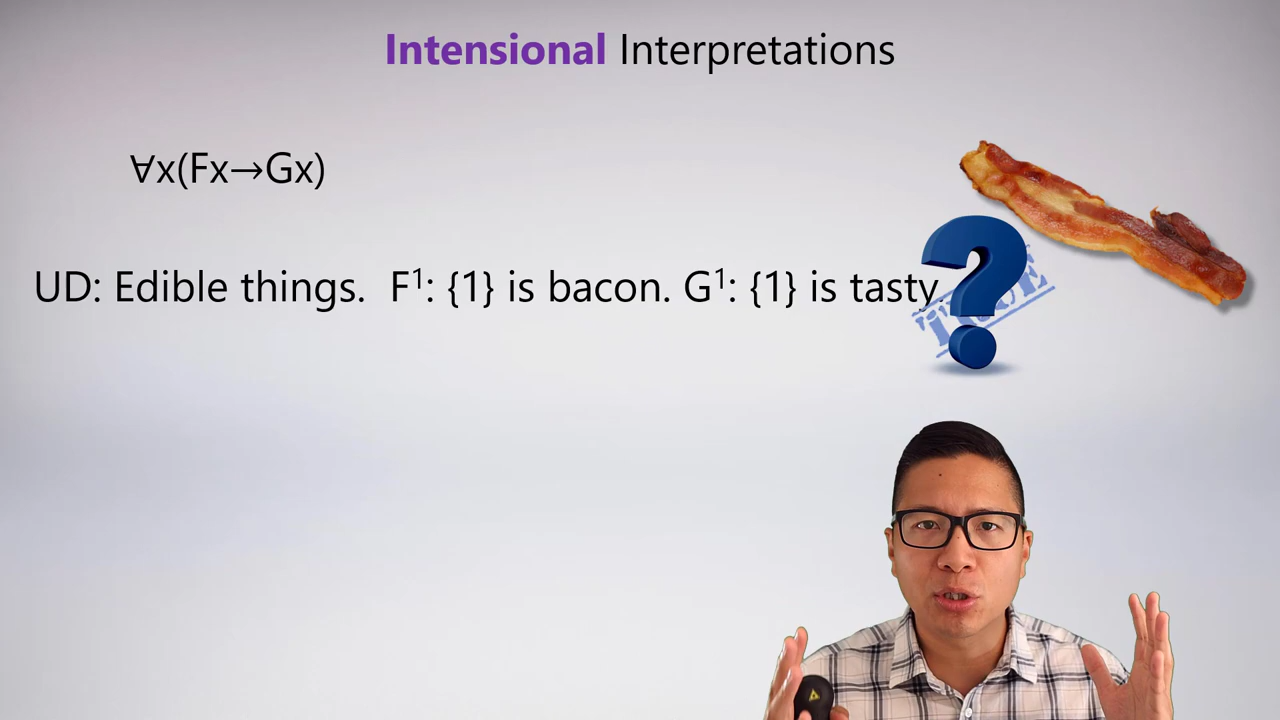 Intensional Interpretations
∀x(Fx→Gx)
UD: Edible things.  F¹: {1} is bacon. G¹: {1} is tasty.